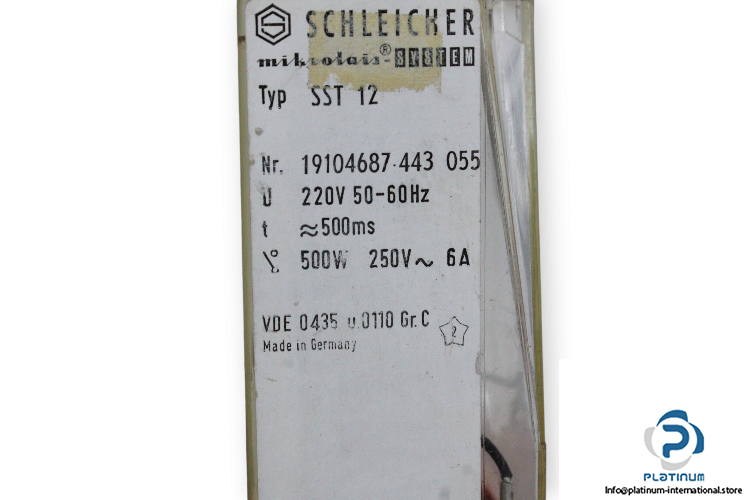 SCHLEICHER
mikrolais®-SYSTEM
Typ SST 12
Nr. 19104687·443 055
U 220V 50-60Hz
t ≈500ms
500W 250V~ 6A
VDE 0435 u.0110 Gr.C
2
Made in Germany
PLATINUM
Info@platinum-international.store